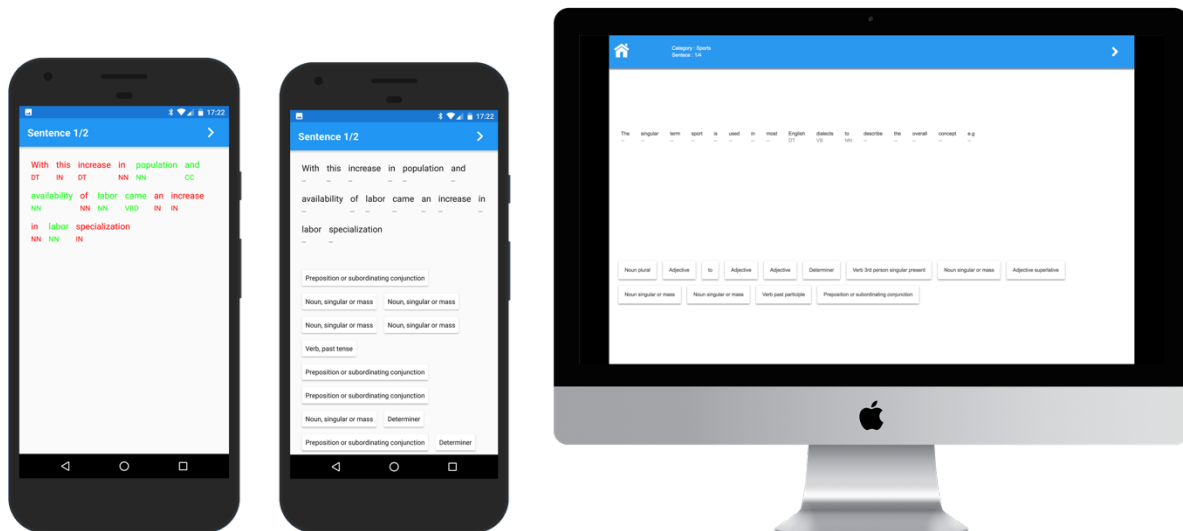 17:22
Sentence 1/2
With this increase in population and
DT IN DT NN NN CC
availability of labor came an increase
NN NN NN VBD IN IN
in labor specialization
NN NN IN
17:22
Sentence 1/2
With this increase in population and
availability of labor came an increase in
labor specialization
Preposition or subordinating conjunction
Noun, singular or mass Noun, singular or mass
Noun, singular or mass Noun, singular or mass
Verb, past tense
Preposition or subordinating conjunction
Preposition or subordinating conjunction
Noun, singular or mass Determiner
Preposition or subordinating conjunction Determiner
Category : Sports
Sentece : 1/4
The singular term sport is used in most English dialects to describe the overall concept e.g
DT VB NN
Noun plural Adjective to Adjective Adjective Determiner Verb 3rd person singular present Noun singular or mass Adjective superlative
Noun singular or mass Noun singular or mass Verb past participle Preposition or subordinating conjunction